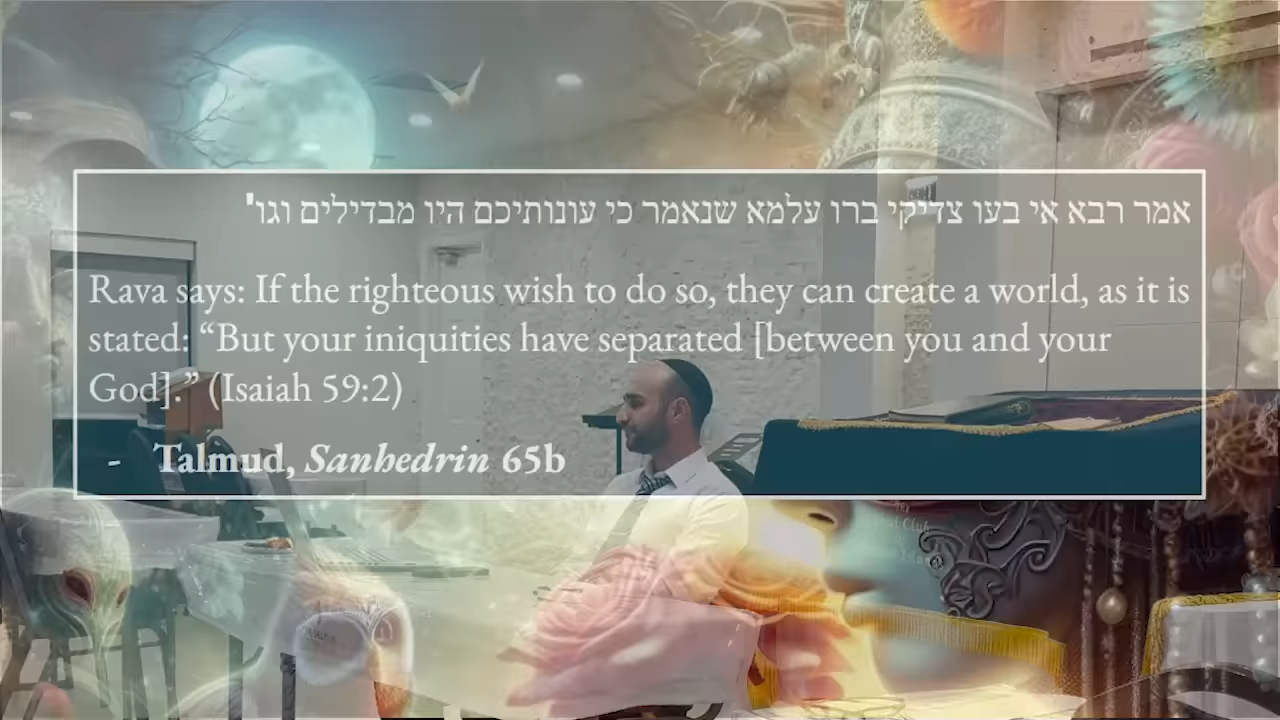 אמר רבא אי בעו צדיקי ברו עלמא שנאמר כי עונותיכם היו מבדילים וגו'
Rava says: If the righteous wish to do so, they can create a world, as it is
stated: “But your iniquities have separated [between you and your
God].” (Isaiah 59:2)
- Talmud, Sanhedrin 65b